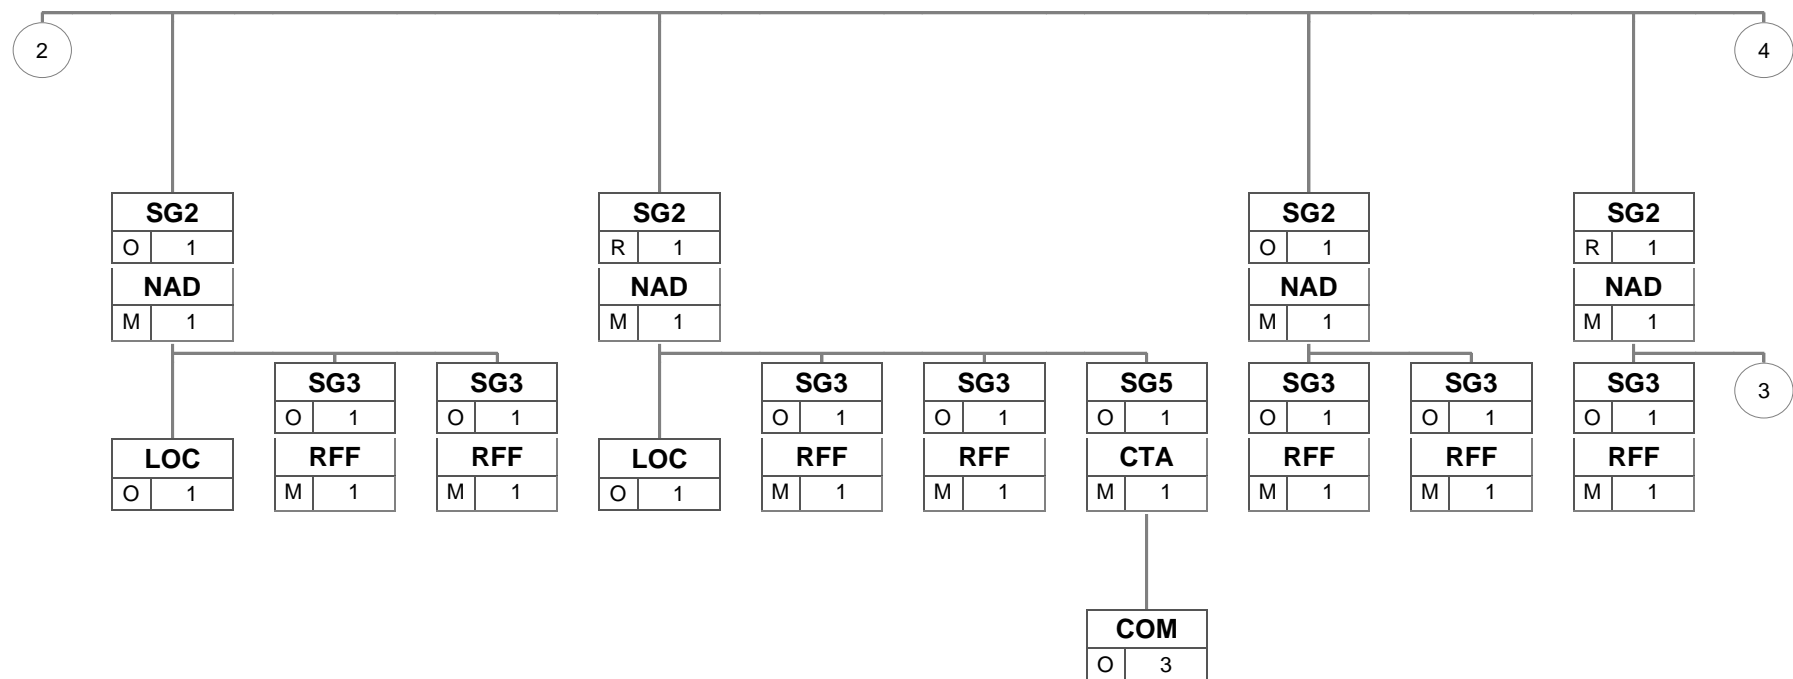 2 4
SG2 SG2 SG2 SG2
O 1 R 1 O 1 R 1
NAD NAD NAD NAD
M 1 M 1 M 1 M 1
SG3 SG3 SG3 SG3 SG5 SG3 SG3 SG3 3
O 1 O 1 O 1 O 1 O 1 O 1 O 1 O 1
LOC RFF RFF LOC RFF RFF CTA RFF RFF RFF
O 1 M 1 M 1 O 1 M 1 M 1 M 1 M 1 M 1 M 1
COM
O 3